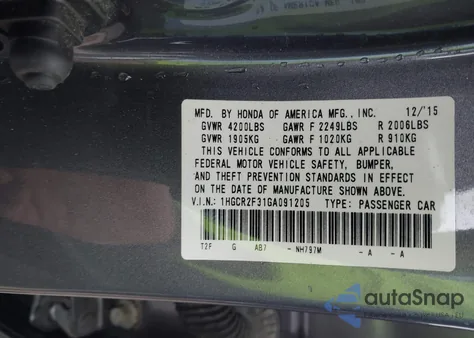 MFD. BY HONDA OF AMERICA MFG., INC. 12/'15
GVWR 4200LBS GAWR F 2249LBS R 2006LBS
GVWR 1905KG GAWR F 1020KG R 910KG
THIS VEHICLE CONFORMS TO ALL APPLICABLE
FEDERAL MOTOR VEHICLE SAFETY, BUMPER,
AND THEFT PREVENTION STANDARDS IN EFFECT
ON THE DATE OF MANUFACTURE SHOWN ABOVE.
V.I.N.: 1HGCR2F31GA091205 TYPE: PASSENGER CAR
T2F G AB7 - NH797M - A - A
autoSnap